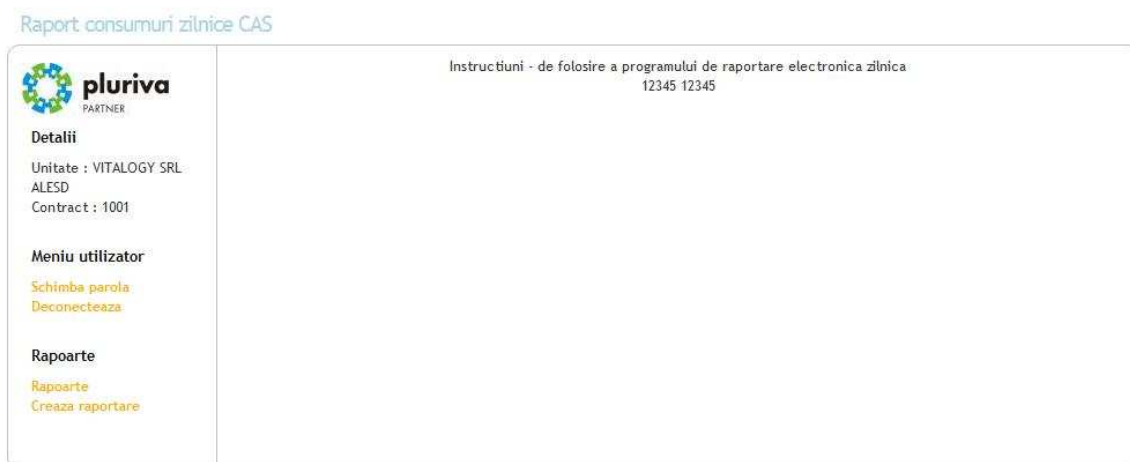 Raport consumuri zilnice CAS
pluriva
PARTNER
Detalii
Unitate : VITALOGY SRL
ALESD
Contract : 1001
Meniu utilizator
Schimba parola
Deconecteaza
Rapoarte
Rapoarte
Creaza raportare
Instructiuni - de folosire a programului de raportare electronica zilnica
12345 12345